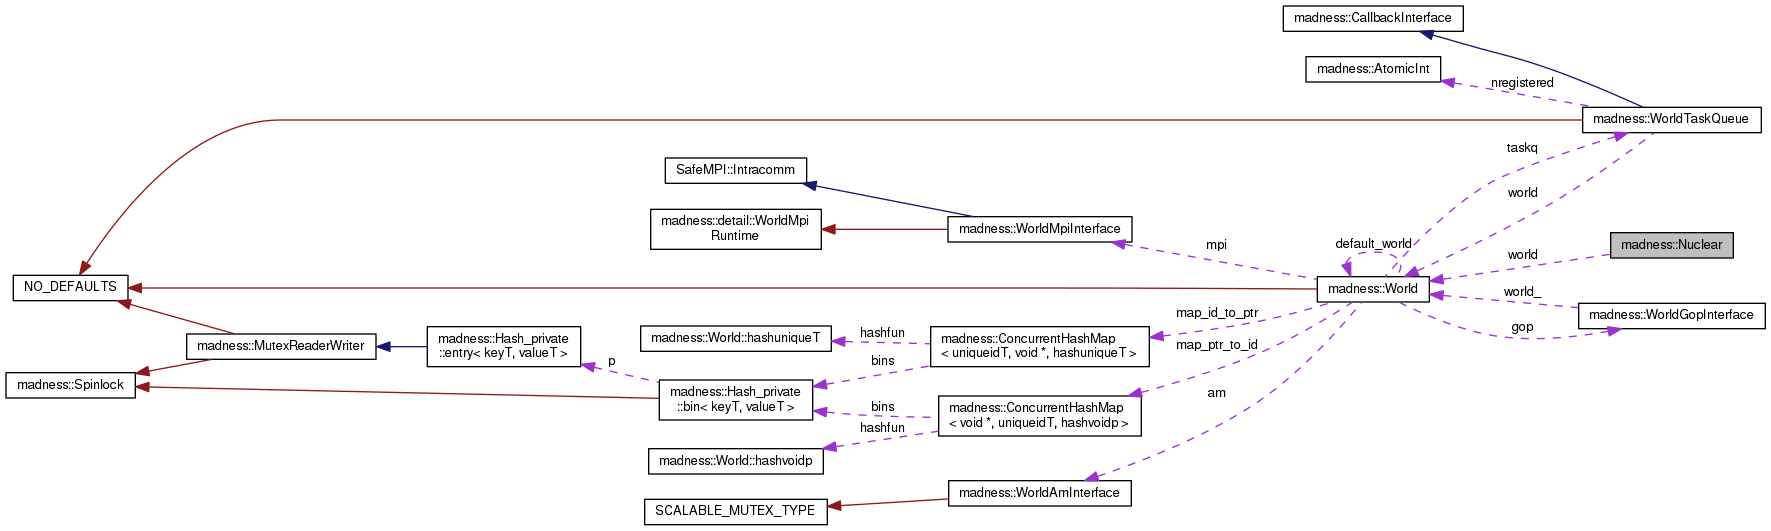 madness::CallbackInterface
madness::AtomicInt
nregistered
madness::WorldTaskQueue
taskq
SafeMPI::Intracomm
world
madness::detail::WorldMpi
Runtime
madness::WorldMpiInterface
mpi
default_world
madness::Nuclear
world
NO_DEFAULTS
madness::World
world_
map_id_to_ptr
madness::WorldGopInterface
gop
madness::MutexReaderWriter
madness::Hash_private
::entry< keyT, valueT >
madness::World::hashuniqueT
hashfun
madness::ConcurrentHashMap
< uniqueidT, void *, hashuniqueT >
map_ptr_to_id
p
bins
madness::Spinlock
madness::Hash_private
::bin< keyT, valueT >
am
bins
madness::ConcurrentHashMap
< void *, uniqueidT, hashvoidp >
hashfun
madness::World::hashvoidp
madness::WorldAmInterface
SCALABLE_MUTEX_TYPE